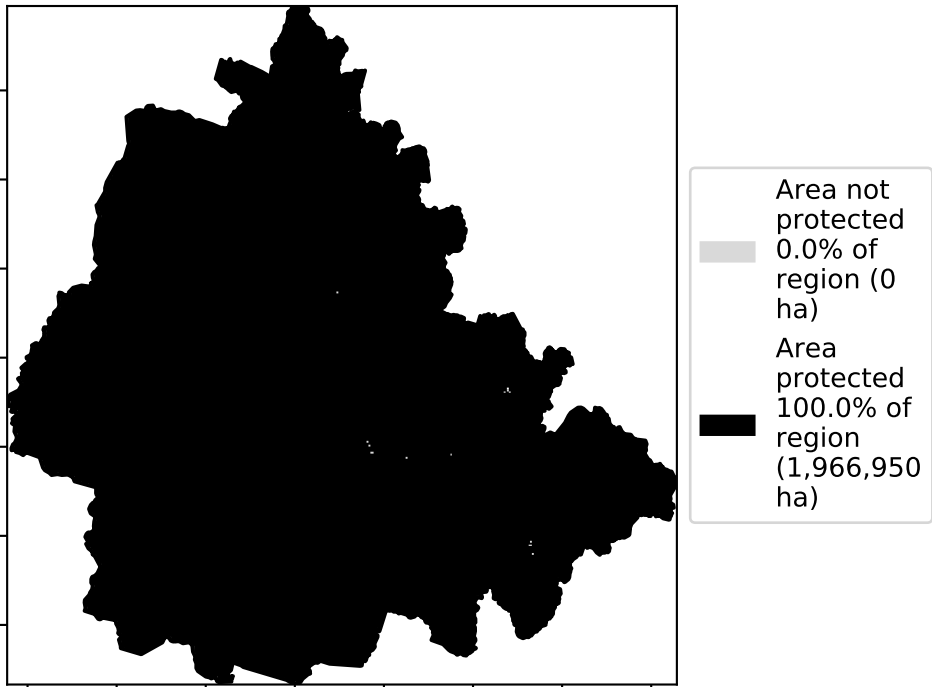 Area not
protected
0.0% of
region (0
ha)
Area
protected
100.0% of
region
(1,966,950
ha)